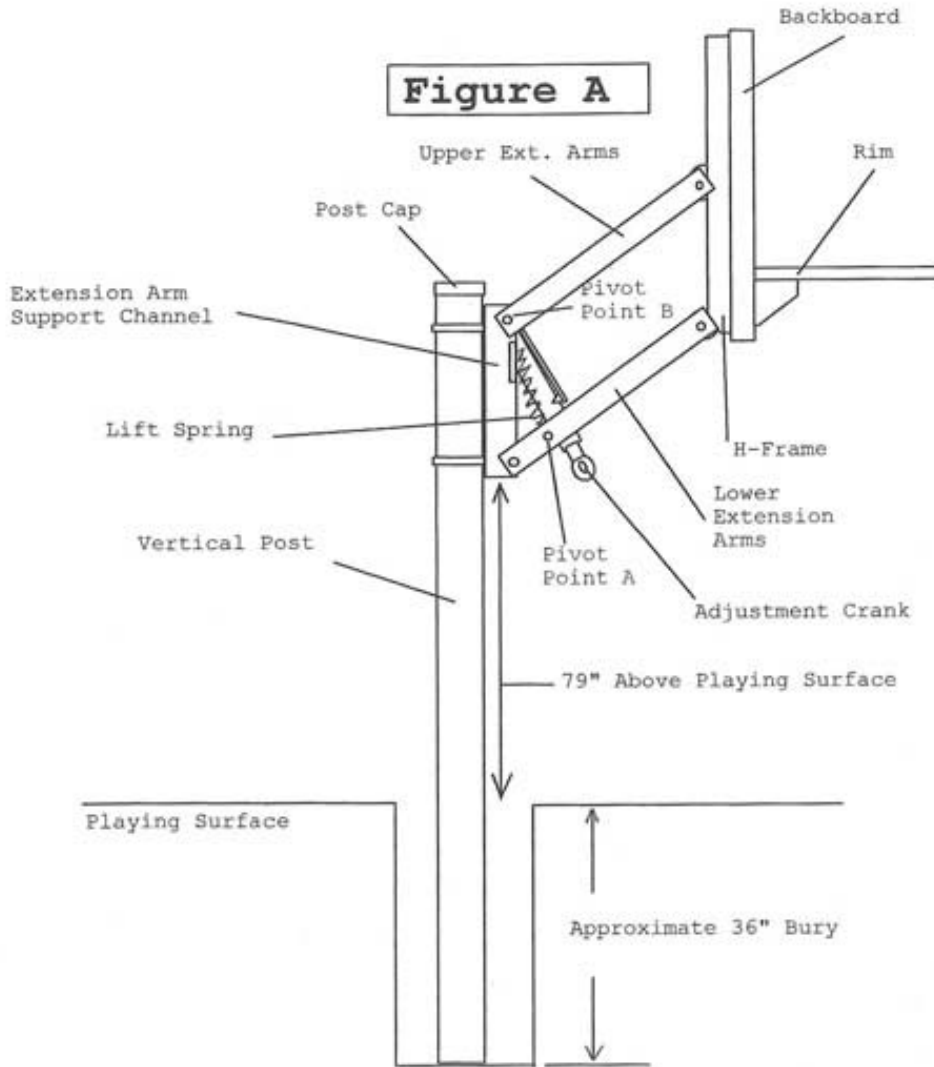 Backboard
Figure A
Upper Ext. Arms
Rim
Post Cap
Extension Arm
Support Channel
Pivot
Point B
Lift Spring
H-Frame
Lower
Extension
Arms
Vertical Post
Pivot
Point A
Adjustment Crank
79" Above Playing Surface
Playing Surface
Approximate 36" Bury